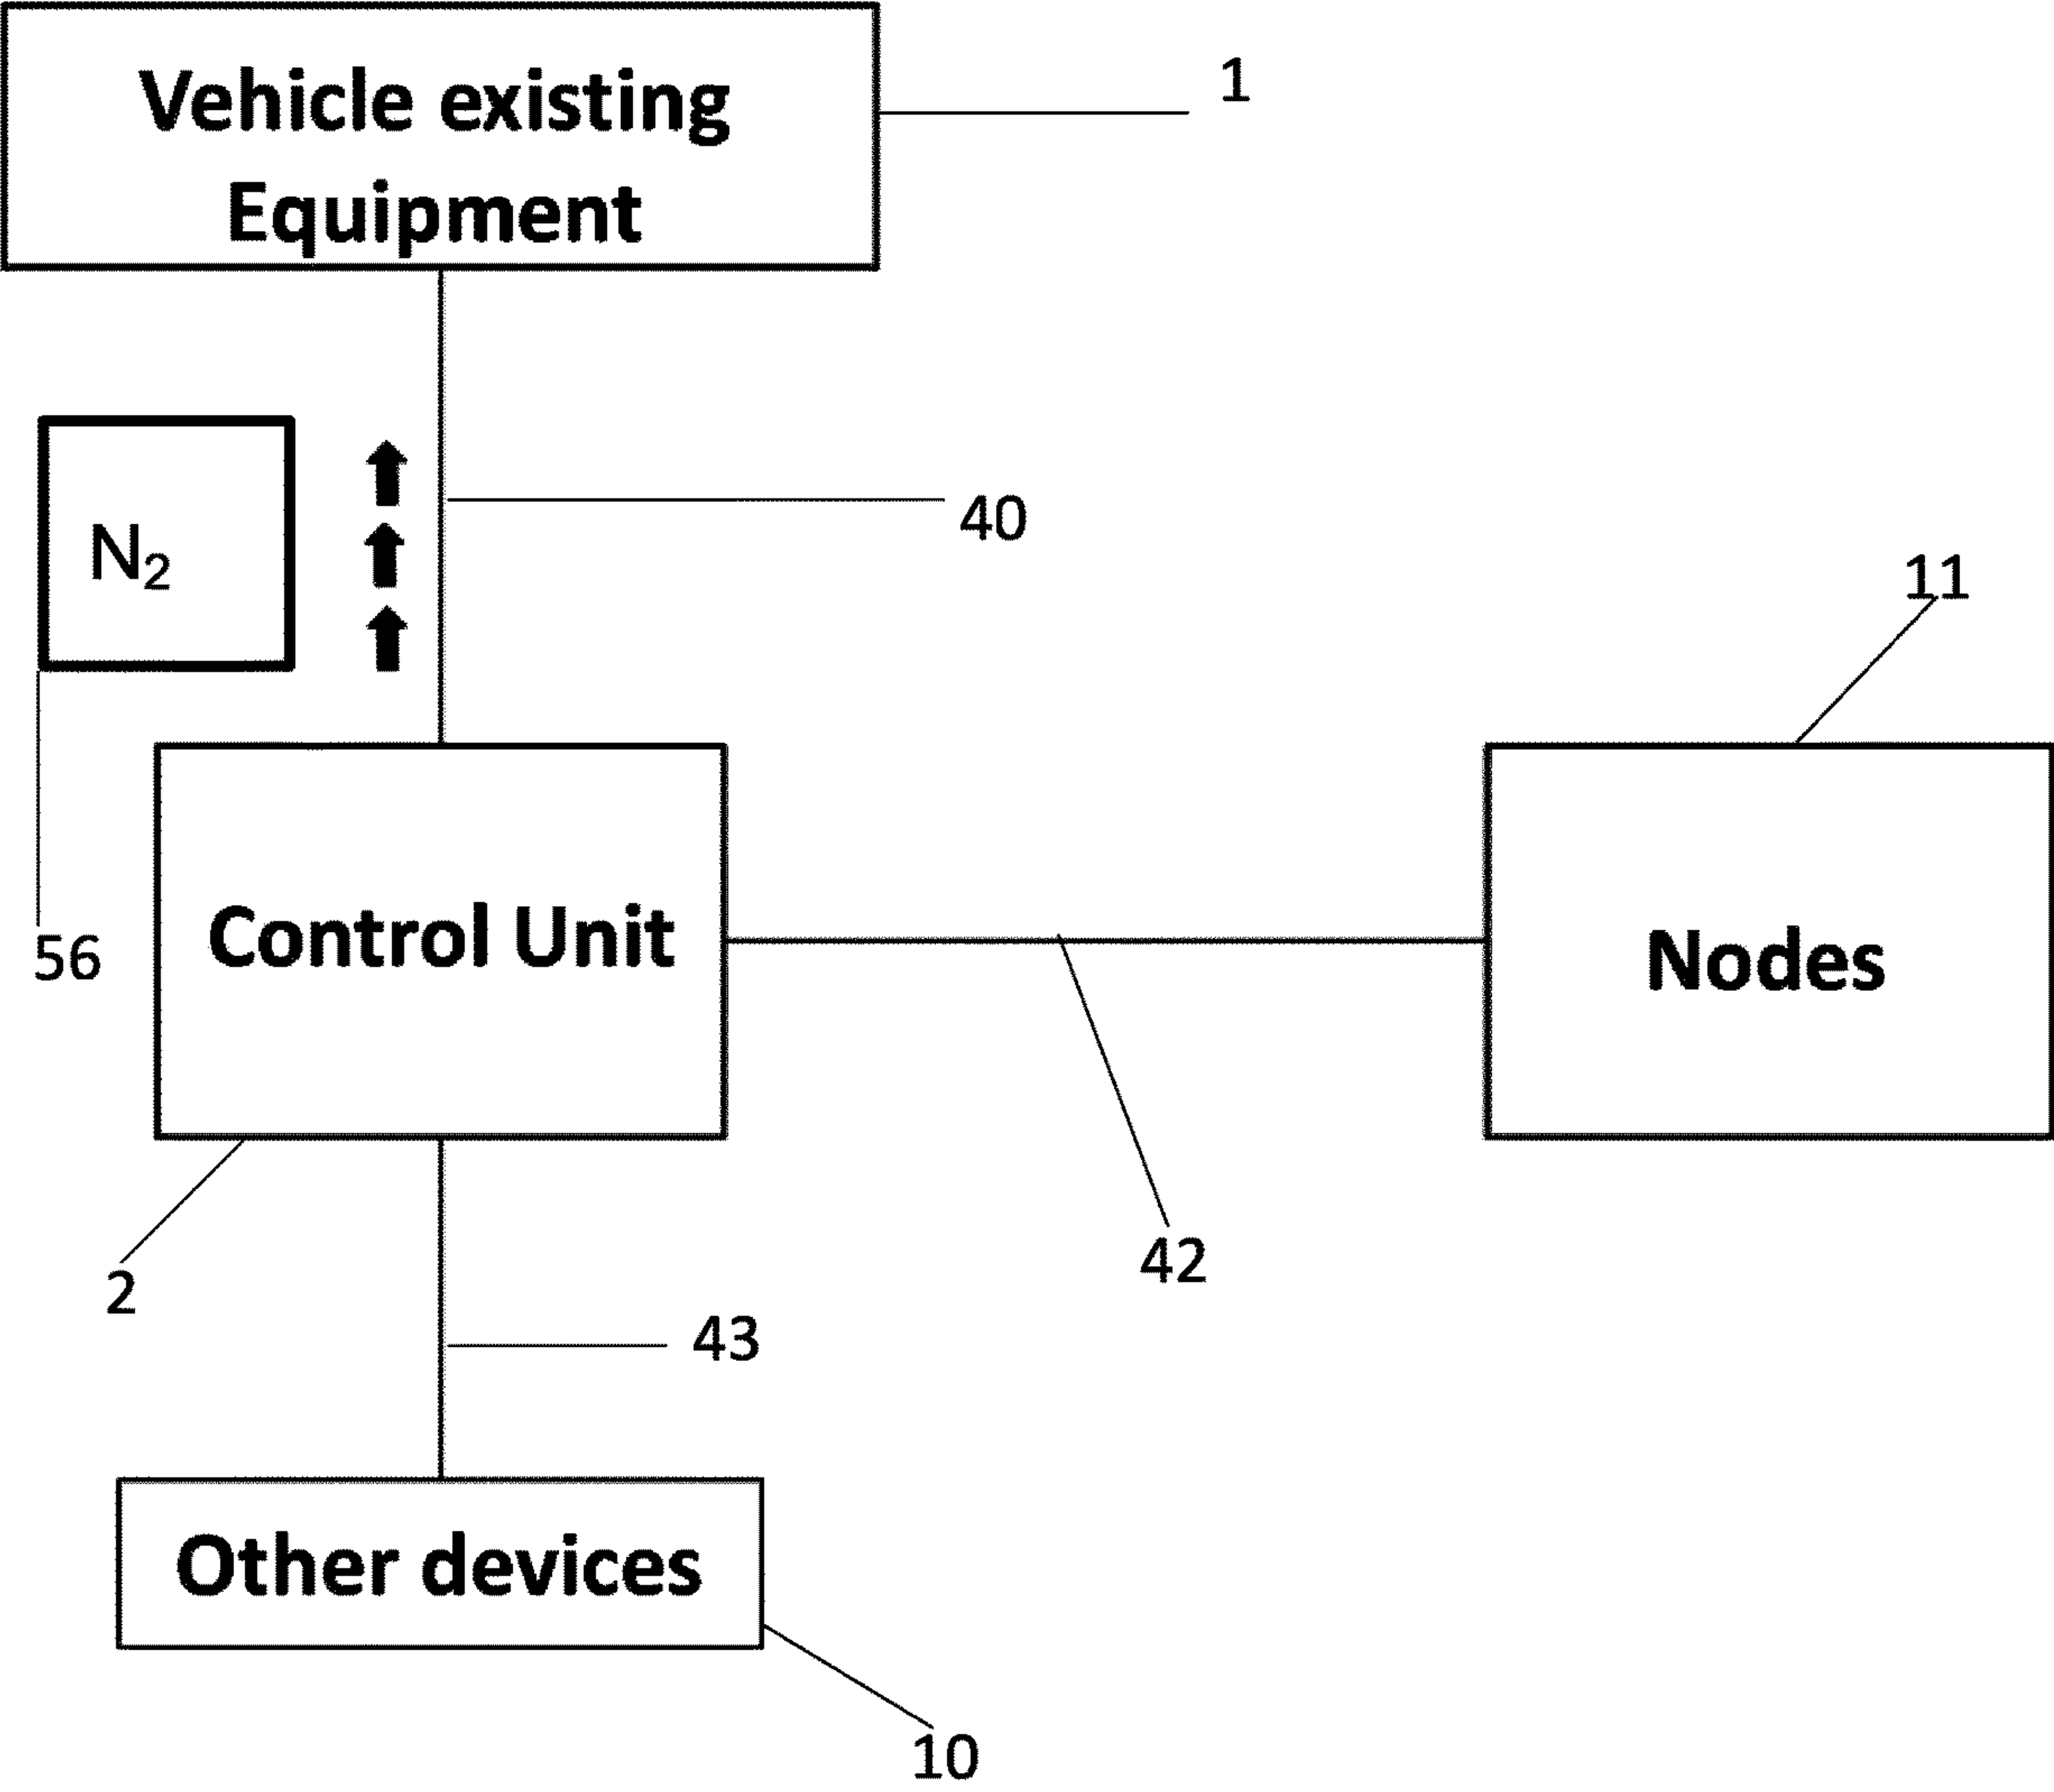 Vehicle existing
Equipment
1
N₂
40
11
56
Control Unit
Nodes
42
2
43
Other devices
10